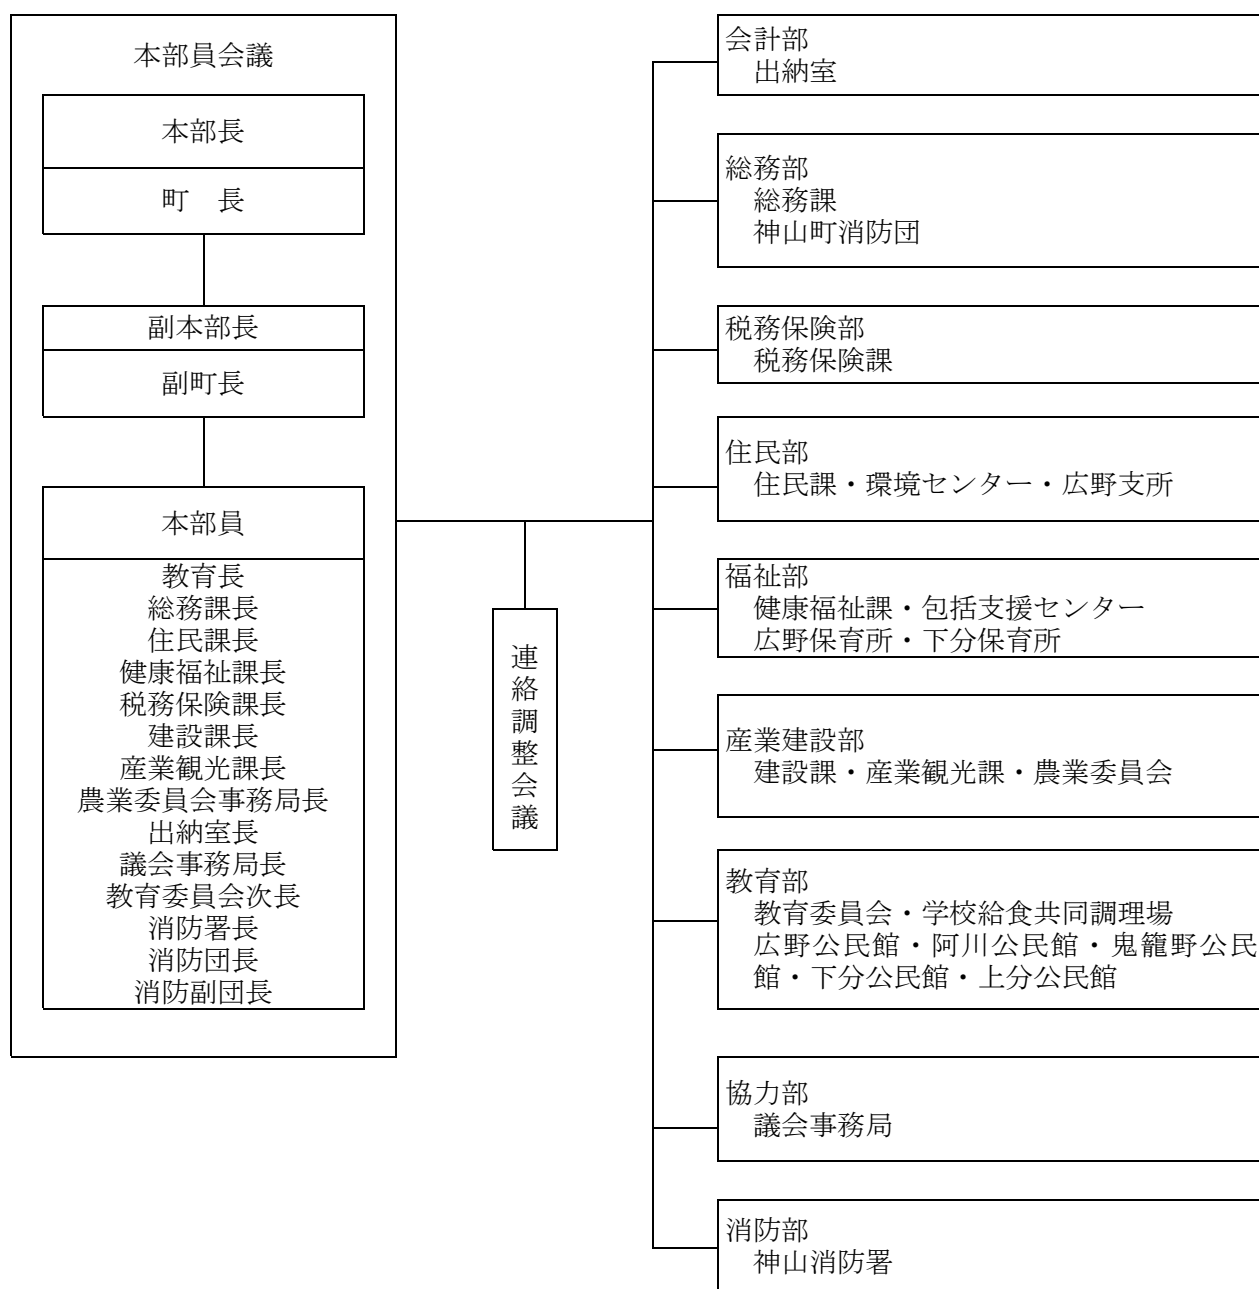 本部員会議
本部長
町　長
副本部長
副町長
本部員
教育長
総務課長
住民課長
健康福祉課長
税務保険課長
建設課長
産業観光課長
農業委員会事務局長
出納室長
議会事務局長
教育委員会次長
消防署長
消防団長
消防副団長
連絡調整会議
会計部
出納室
総務部
総務課
神山町消防団
税務保険部
税務保険課
住民部
住民課・環境センター・広野支所
福祉部
健康福祉課・包括支援センター
広野保育所・下分保育所
産業建設部
建設課・産業観光課・農業委員会
教育部
教育委員会・学校給食共同調理場
広野公民館・阿川公民館・鬼籠野公民
館・下分公民館・上分公民館
協力部
議会事務局
消防部
神山消防署